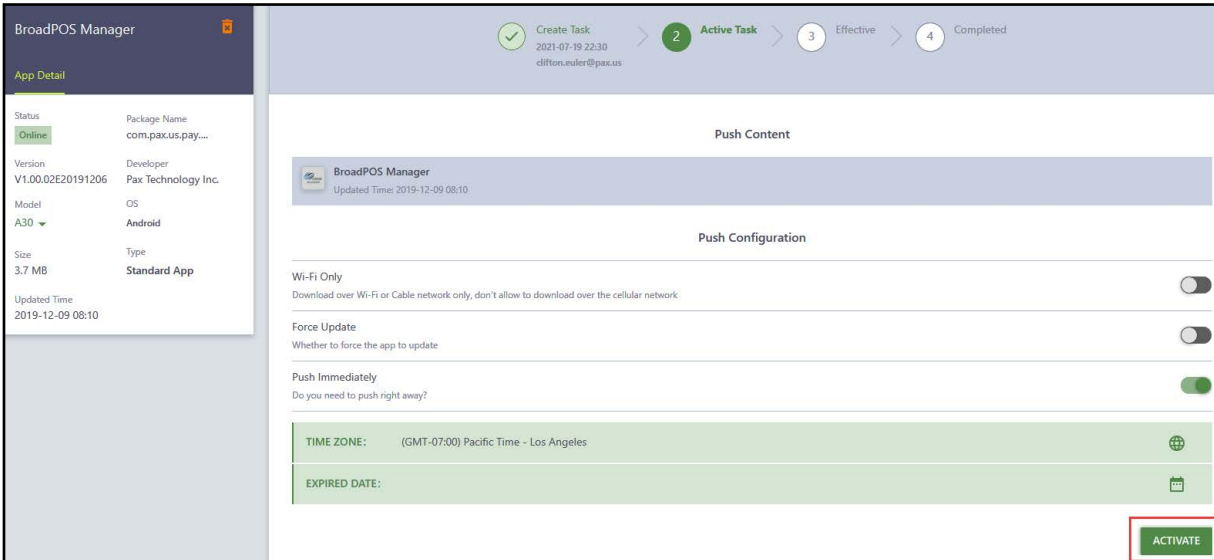 BroadPOS Manager
App Detail
Status
Online
Package Name
com.pax.us.pay....
Version
V1.00.02E20191206
Developer
Pax Technology Inc.
Model
A30
OS
Android
Size
3.7 MB
Type
Standard App
Updated Time
2019-12-09 08:10
Create Task
2021-07-19 22:30
clifton.euler@pax.us
2
Active Task
3
Effective
4
Completed
Push Content
BroadPOS Manager
Updated Time: 2019-12-09 08:10
Push Configuration
Wi-Fi Only
Download over Wi-Fi or Cable network only, don't allow to download over the cellular network
Force Update
Whether to force the app to update
Push Immediately
Do you need to push right away?
TIME ZONE: (GMT-07:00) Pacific Time - Los Angeles
EXPIRED DATE:
ACTIVATE